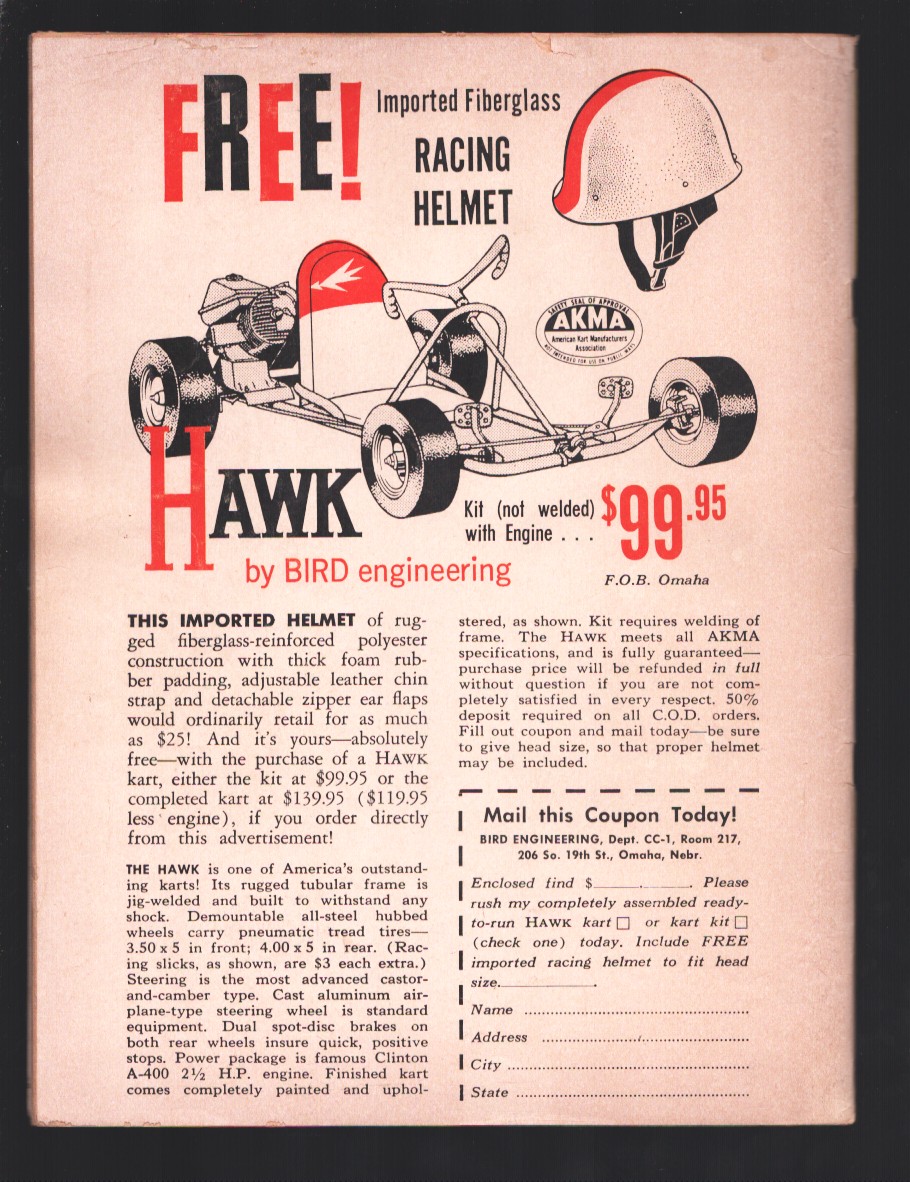 FREE!
Imported Fiberglass
RACING
HELMET
SAFETY SEAL OF APPROVAL
AKMA
American Kart Manufacturers
Association
NOT INTENDED FOR USE ON PUBLIC WAYS
HAWK
by BIRD engineering
Kit (not welded)
with Engine . . .
$99.95
F.O.B. Omaha
THIS IMPORTED HELMET of rug-
ged fiberglass-reinforced polyester
construction with thick foam rub-
ber padding, adjustable leather chin
strap and detachable zipper ear flaps
would ordinarily retail for as much
as $25! And it's yours—absolutely
free—with the purchase of a HAWK
kart, either the kit at $99.95 or the
completed kart at $139.95 ($119.95
less engine), if you order directly
from this advertisement!
THE HAWK is one of America's outstand-
ing karts! Its rugged tubular frame is
jig-welded and built to withstand any
shock. Demountable all-steel hubbed
wheels carry pneumatic tread tires—
3.50 x 5 in front; 4.00 x 5 in rear. (Rac-
ing slicks, as shown, are $3 each extra.)
Steering is the most advanced castor-
and-camber type. Cast aluminum air-
plane-type steering wheel is standard
equipment. Dual spot-disc brakes on
both rear wheels insure quick, positive
stops. Power package is famous Clinton
A-400 2½ H.P. engine. Finished kart
comes completely painted and uphol-
stered, as shown. Kit requires welding of
frame. The HAWK meets all AKMA
specifications, and is fully guaranteed—
purchase price will be refunded in full
without question if you are not com-
pletely satisfied in every respect. 50%
deposit required on all C.O.D. orders.
Fill out coupon and mail today—be sure
to give head size, so that proper helmet
may be included.
Mail this Coupon Today!
BIRD ENGINEERING, Dept. CC-1, Room 217,
206 So. 19th St., Omaha, Nebr.
Enclosed find $____________. Please
rush my completely assembled ready-
to-run HAWK kart □ or kart kit □
(check one) today. Include FREE
imported racing helmet to fit head
size.____________.
Name ....................................................
Address ................................................
City ........................................................
State ......................................................